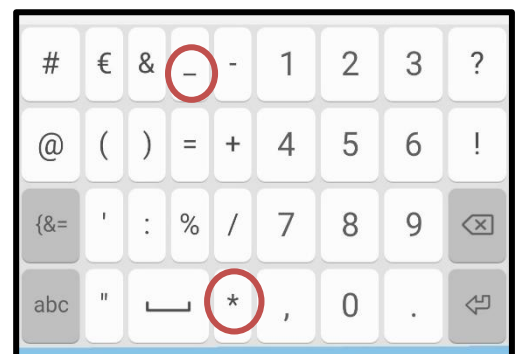 # € & _ - 1 2 3 ?
@ ( ) = + 4 5 6 !
{&= ' : % / 7 8 9
abc " * , 0 .